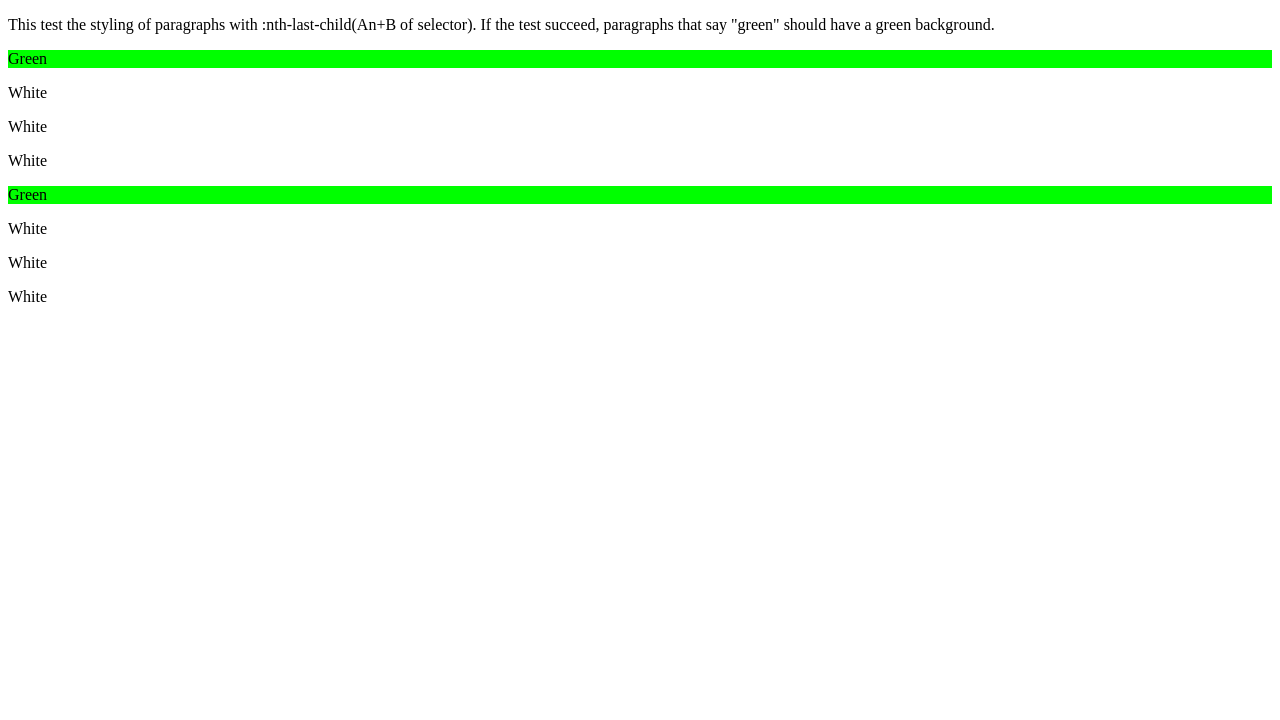 This test the styling of paragraphs with :nth-last-child(An+B of selector). If the test succeed, paragraphs that say "green" should have a green background.
Green
White
White
White
Green
White
White
White